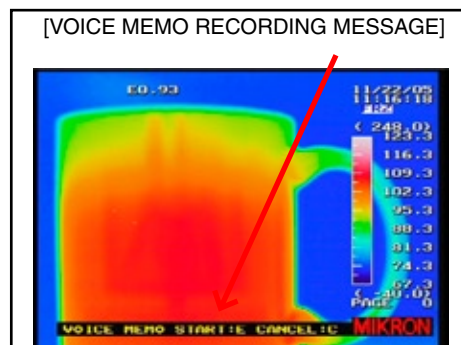 [VOICE MEMO RECORDING MESSAGE]
E0.93
11/22/05
11:16:18
FRZ
( 248.0)
123.3
116.3
109.3
102.3
95.3
88.3
81.3
74.3
67.3
( -40.0)
PAGE 0
VOICE MEMO START:E CANCEL:C
MIKRON